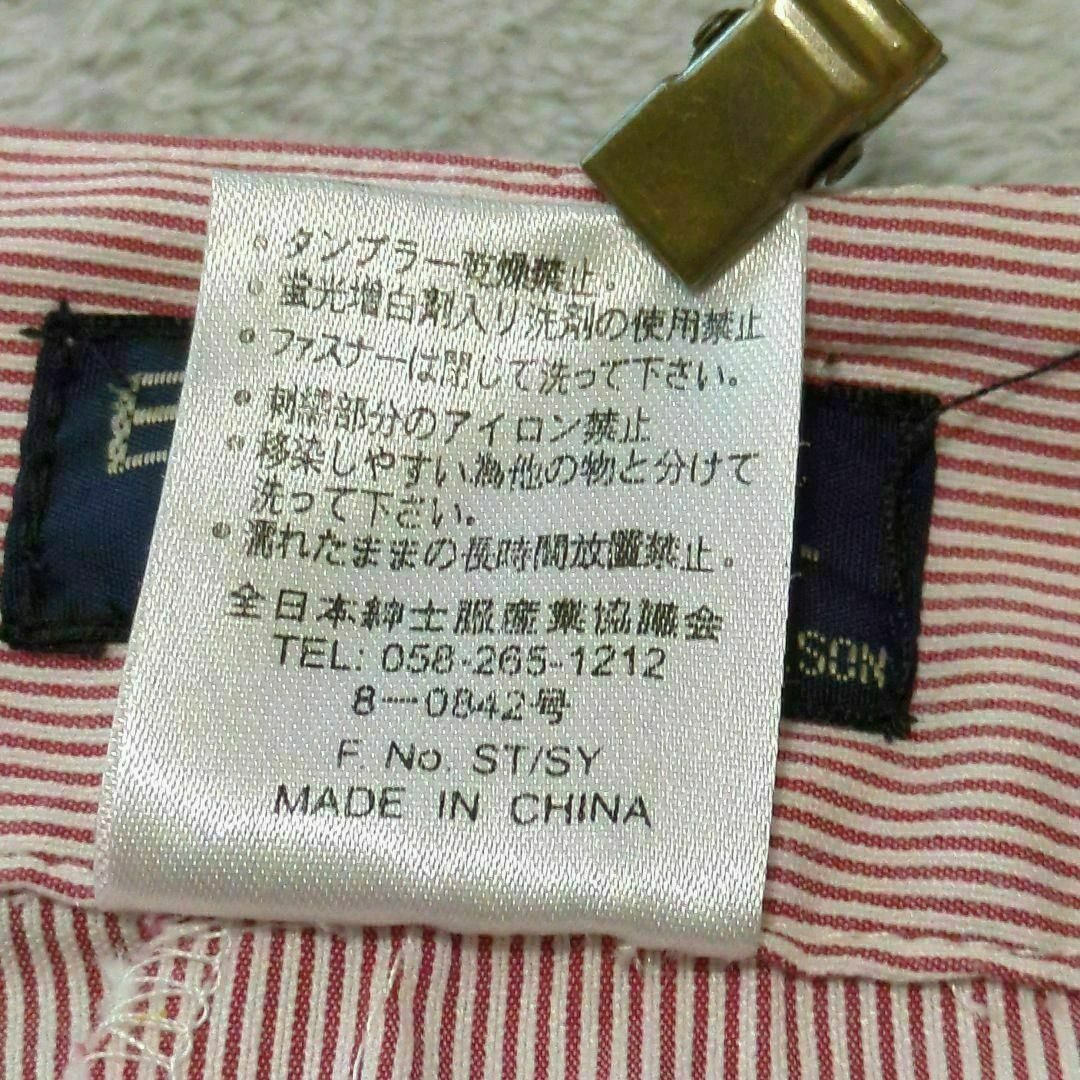 • タンブラー乾燥禁止.
• 蛍光増白剤入り洗剤の使用禁止
• ファスナーは閉じて洗って下さい。
• 刺繍部分のアイロン禁止
• 移染しやすい為他の物と分けて
洗って下さい。
• 濡れたままの長時間放置禁止.
全日本紳士服産業協議会
TEL: 058-265-1212
8-0842号
F. No. ST/SY
MADE IN CHINA
SON